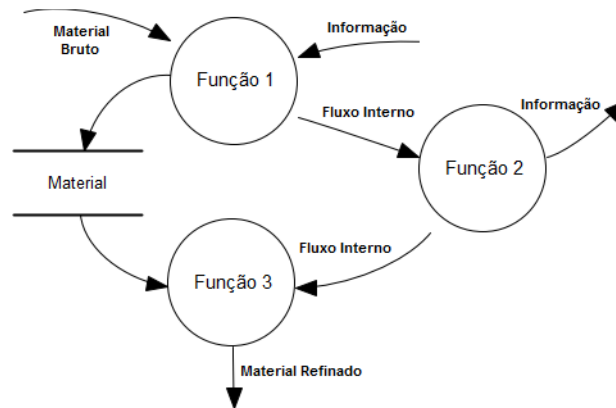 Material
Bruto
Informação
Função 1
Fluxo Interno
Informação
Função 2
Material
Fluxo Interno
Função 3
Material Refinado